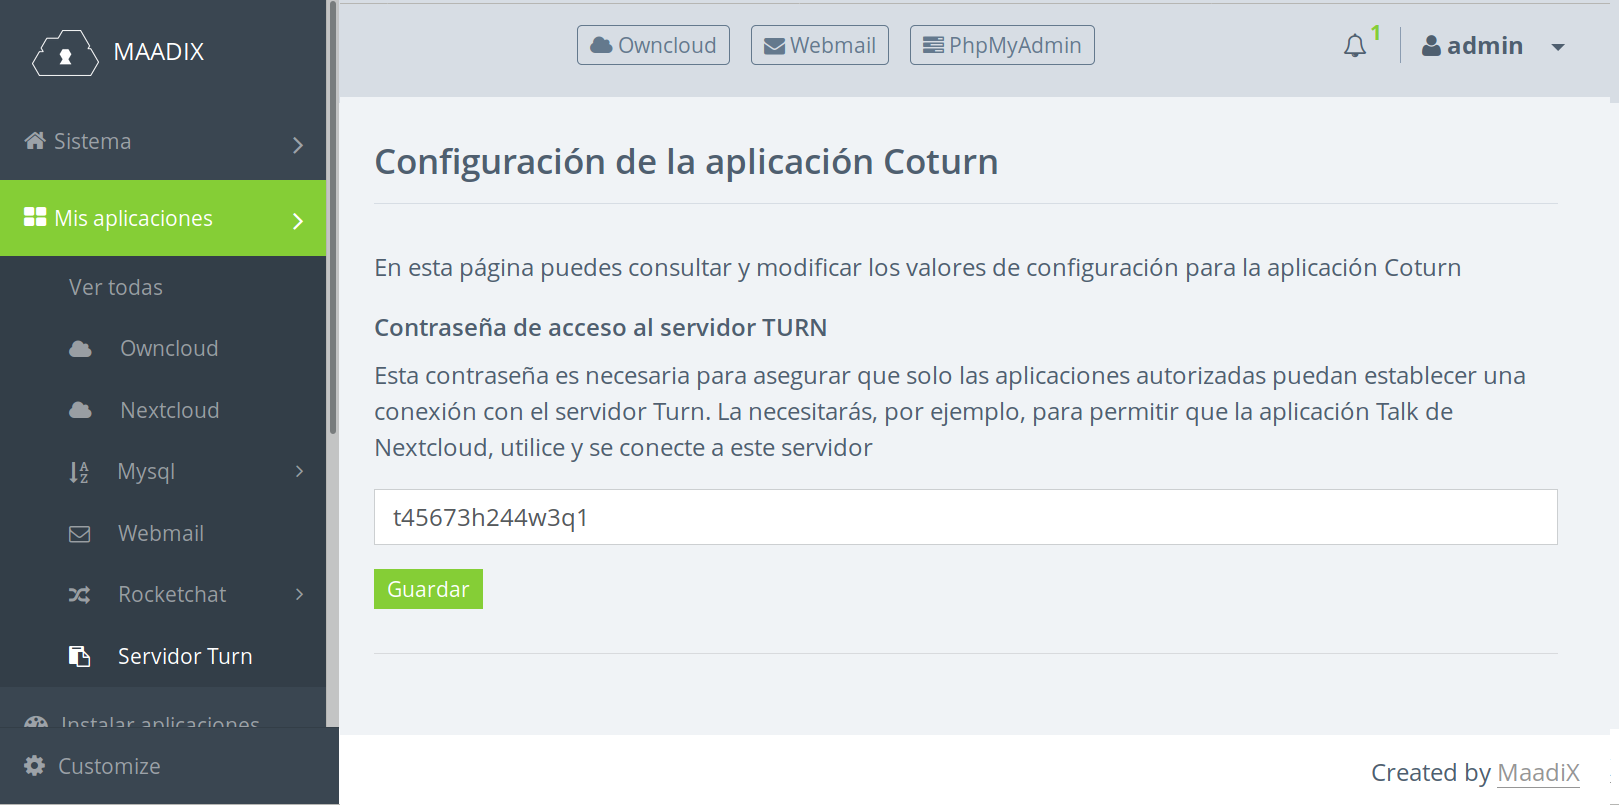 MAADIX
Owncloud
Webmail
PhpMyAdmin
1
admin
Sistema
Mis aplicaciones
Ver todas
Owncloud
Nextcloud
Mysql
Webmail
Rocketchat
Servidor Turn
Instalar aplicaciones
Customize
Configuración de la aplicación Coturn
En esta página puedes consultar y modificar los valores de configuración para la aplicación Coturn
Contraseña de acceso al servidor TURN
Esta contraseña es necesaria para asegurar que solo las aplicaciones autorizadas puedan establecer una
conexión con el servidor Turn. La necesitarás, por ejemplo, para permitir que la aplicación Talk de
Nextcloud, utilice y se conecte a este servidor
t45673h244w3q1
Guardar
Created by MaadiX